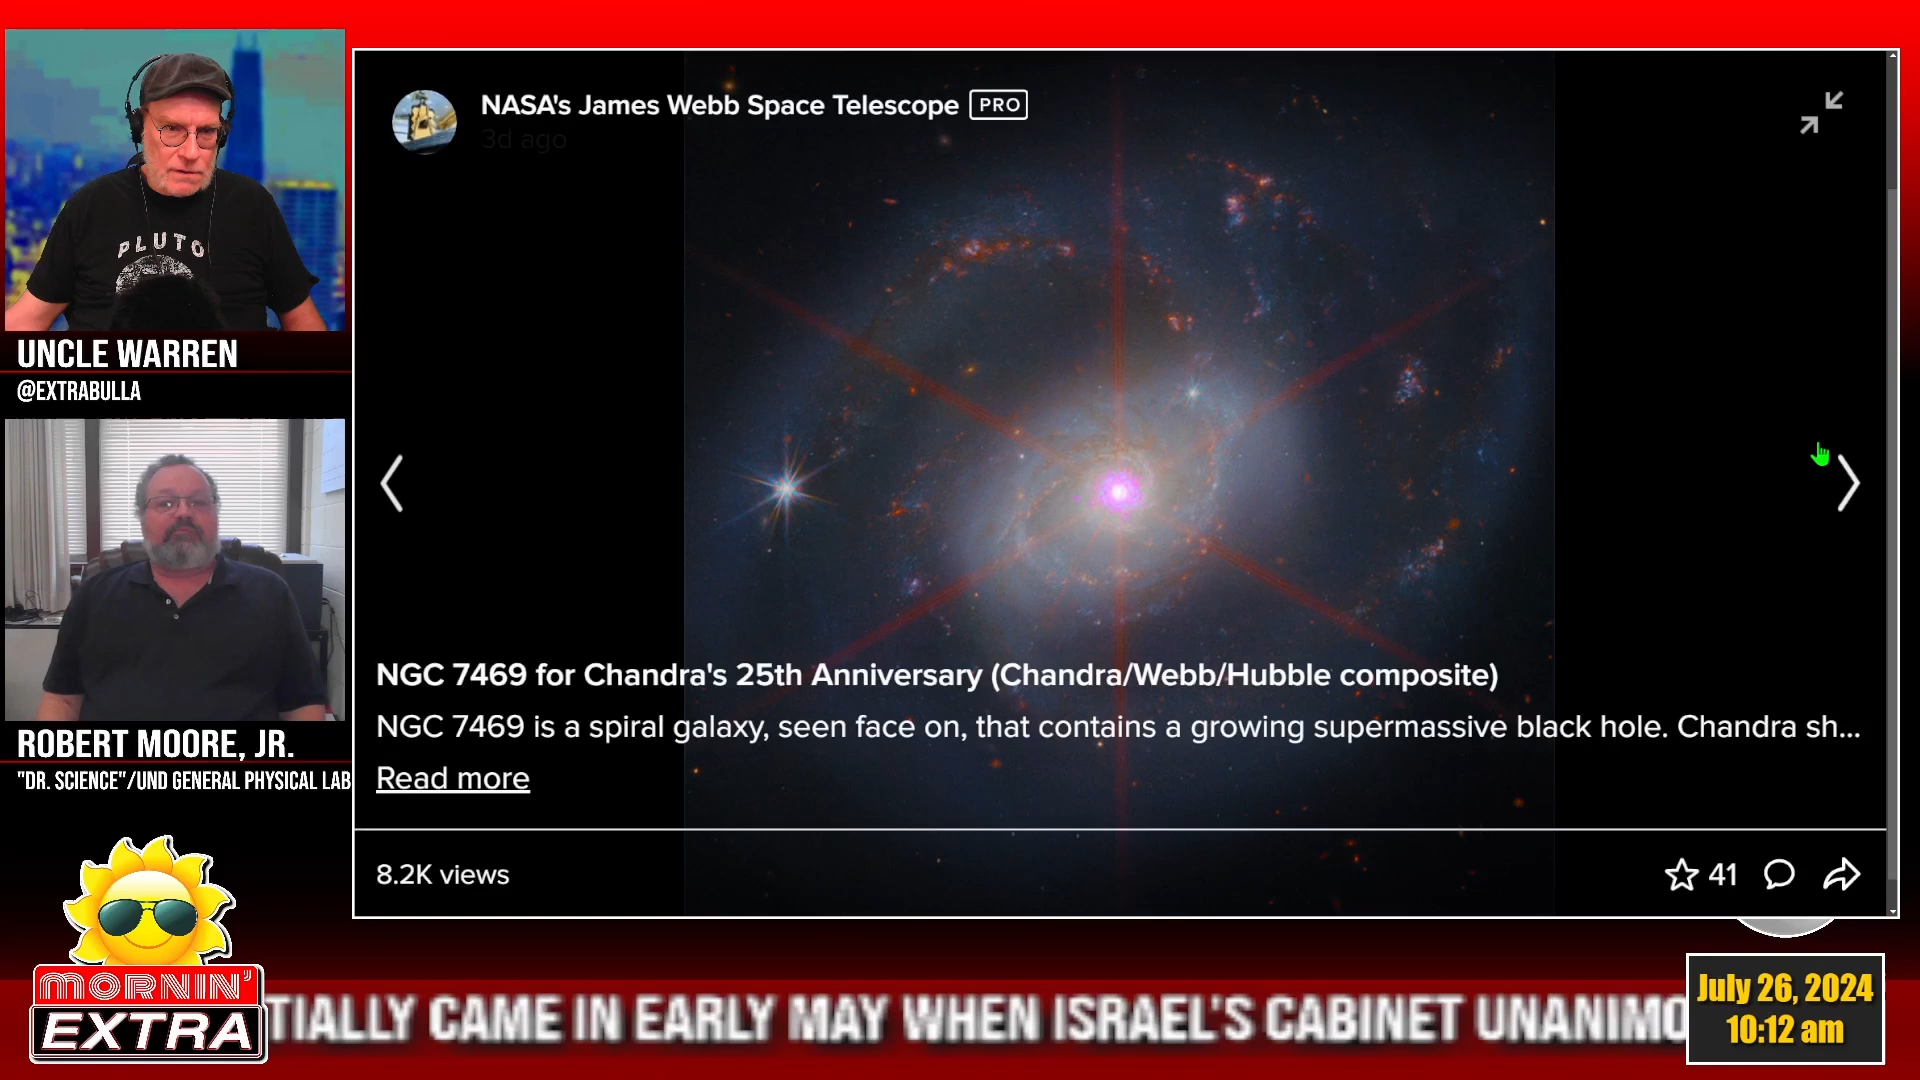 PLUTO
UNCLE WARREN
@EXTRABULLA
ROBERT MOORE, JR.
"DR. SCIENCE"/UND GENERAL PHYSICAL LAB
NASA's James Webb Space Telescope PRO
3d ago
NGC 7469 for Chandra's 25th Anniversary (Chandra/Webb/Hubble composite)
NGC 7469 is a spiral galaxy, seen face on, that contains a growing supermassive black hole. Chandra sh...
Read more
8.2K views
41
MORNIN'
EXTRA
TIALLY CAME IN EARLY MAY WHEN ISRAEL'S CABINET UNANIMO
July 26, 2024
10:12 am